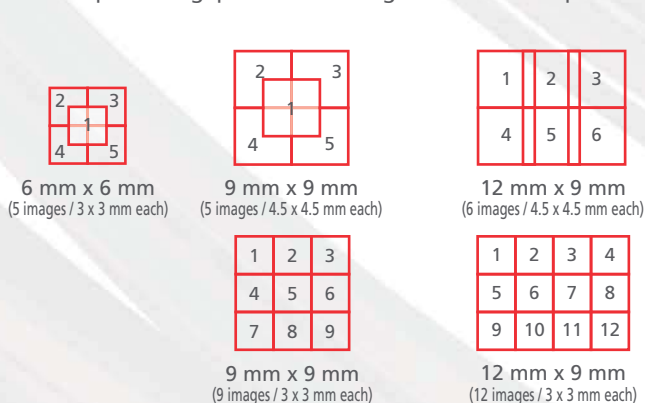 2 3 1 2 3
2 3
1 1
4 5 4 5 4 5 6
6 mm x 6 mm 9 mm x 9 mm 12 mm x 9 mm
(5 images / 3 x 3 mm each) (5 images / 4.5 x 4.5 mm each) (6 images / 4.5 x 4.5 mm each)
1 2 3 1 2 3 4
4 5 6 5 6 7 8
7 8 9 9 10 11 12
9 mm x 9 mm 12 mm x 9 mm
(9 images / 3 x 3 mm each) (12 images / 3 x 3 mm each)